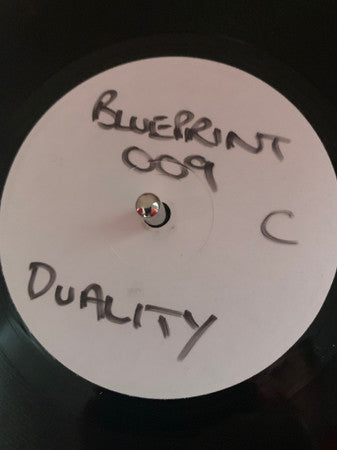 BLUEPRINT
009
C
DUALITY